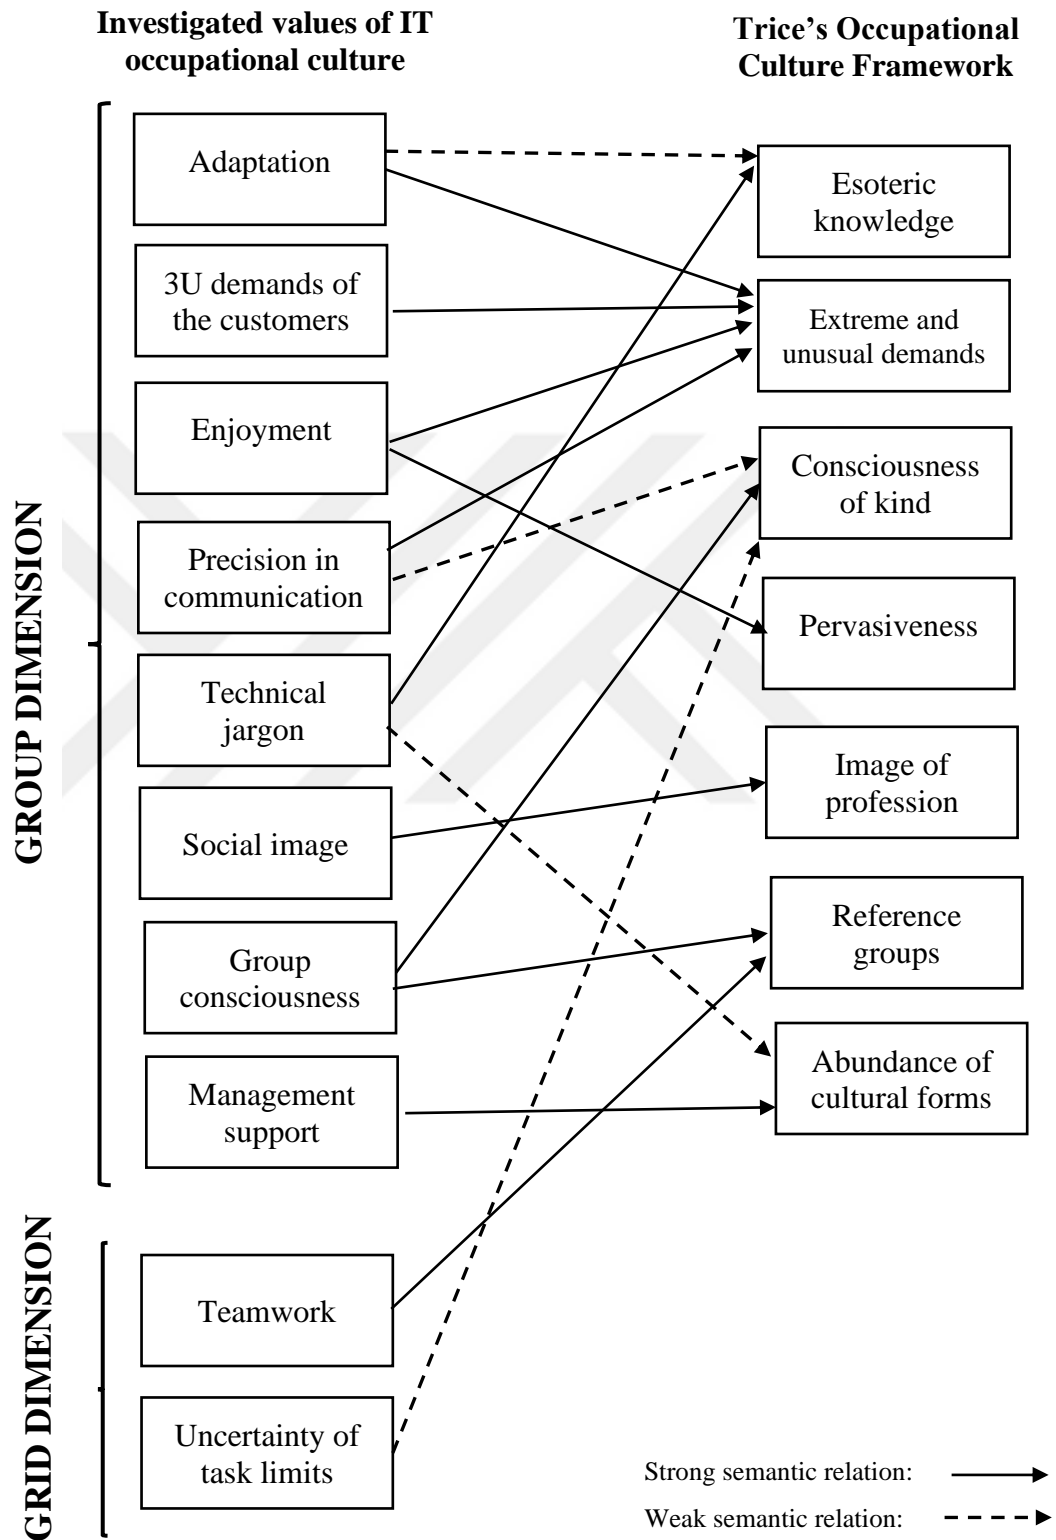 Investigated values of IT
occupational culture
Trice’s Occupational
Culture Framework
GROUP DIMENSION
Adaptation
3U demands of
the customers
Enjoyment
Precision in
communication
Technical
jargon
Social image
Group
consciousness
Management
support
GRID DIMENSION
Teamwork
Uncertainty of
task limits
Esoteric
knowledge
Extreme and
unusual demands
Consciousness
of kind
Pervasiveness
Image of
profession
Reference
groups
Abundance of
cultural forms
Strong semantic relation:
Weak semantic relation: